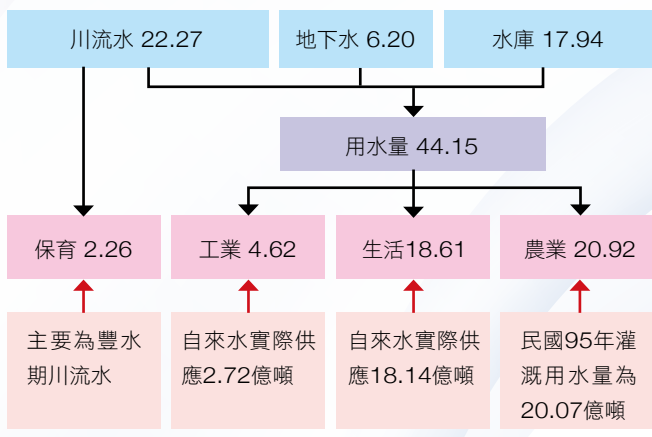 川流水 22.27
地下水 6.20
水庫 17.94
用水量 44.15
保育 2.26
工業 4.62
生活18.61
農業 20.92
主要為豐水
期川流水
自來水實際供
應2.72億噸
自來水實際供
應18.14億噸
民國95年灌
溉用水量為
20.07億噸